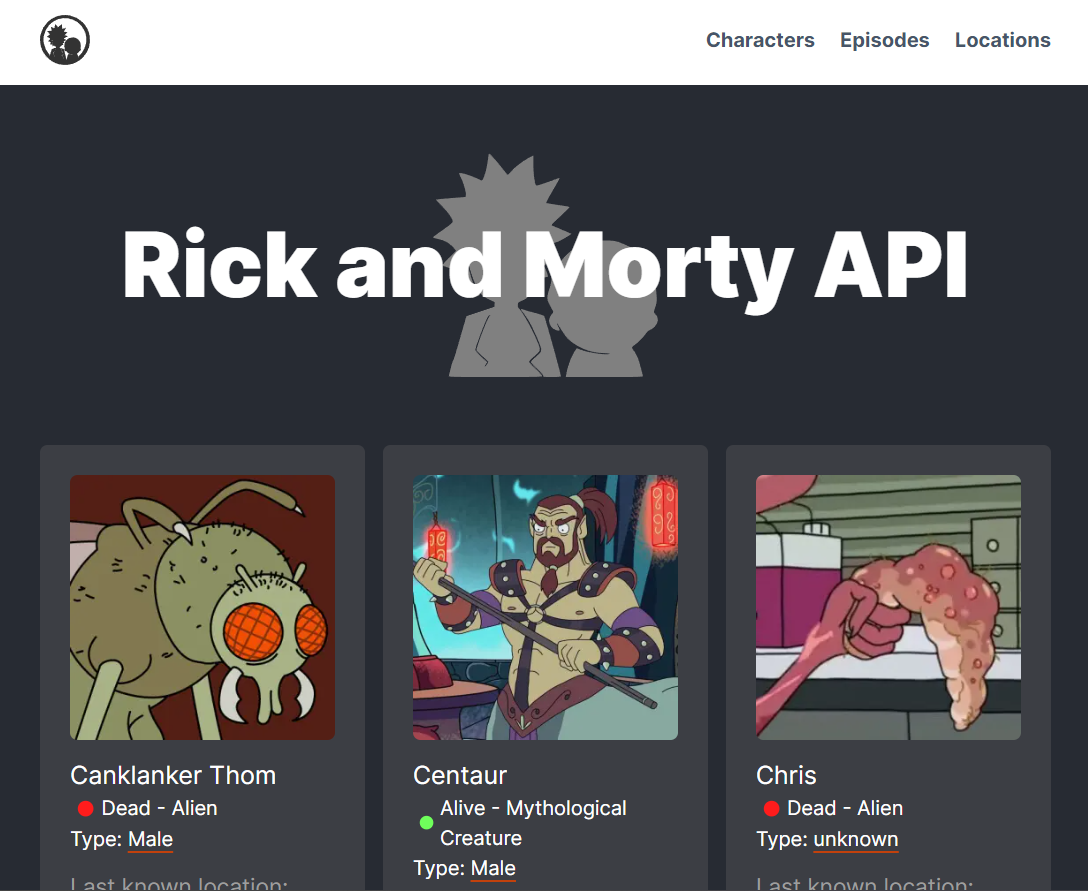 Characters Episodes Locations
Rick and Morty API
Canklanker Thom
Dead - Alien
Type: Male
Last known location:
Centaur
Alive - Mythological
Creature
Type: Male
Chris
Dead - Alien
Type: unknown
Last known location: